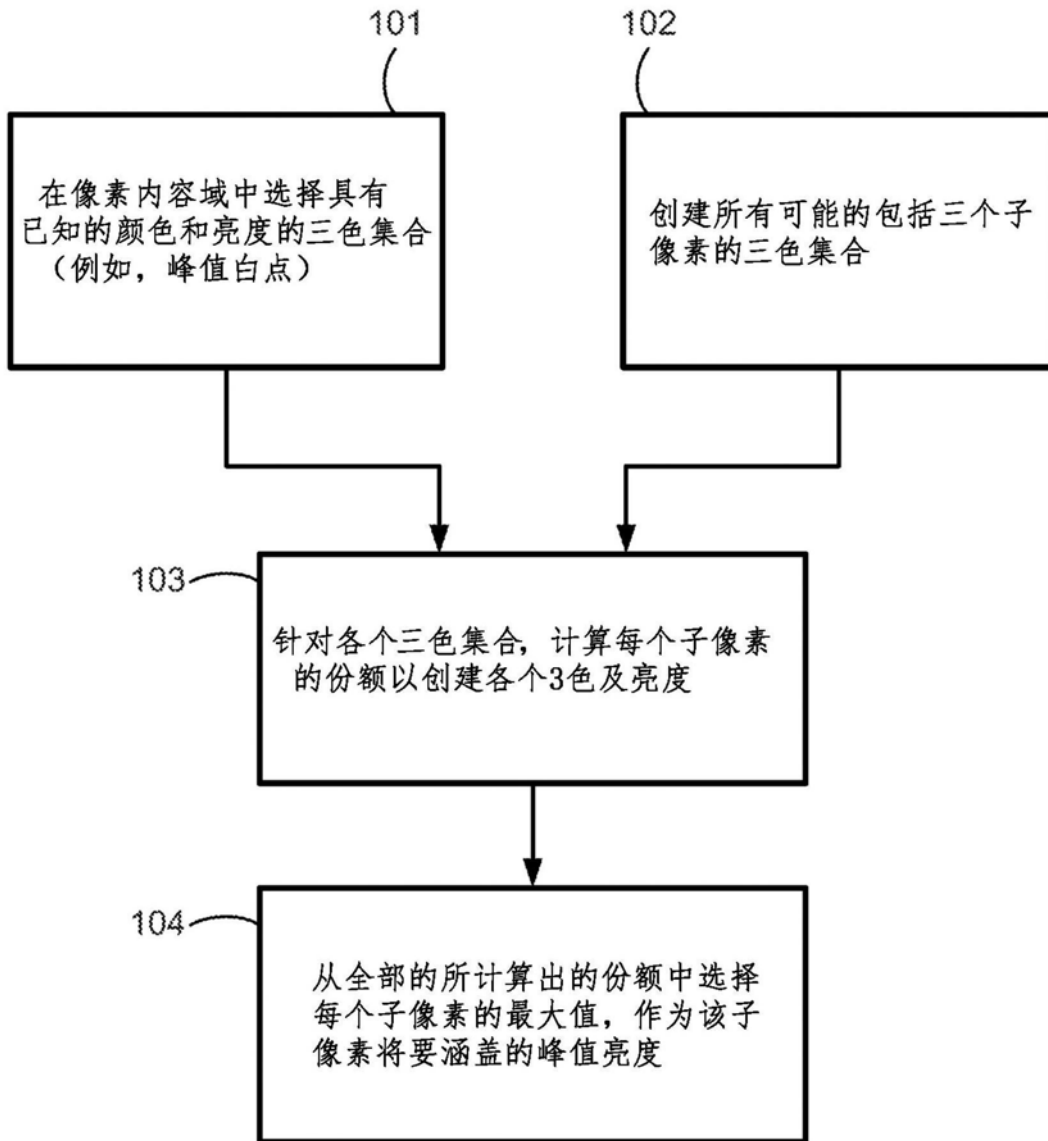 101
102
在像素内容域中选择具有
已知的颜色和亮度的三色集合
（例如，峰值白点）
创建所有可能的包括三个子
像素的三色集合
103
针对各个三色集合，计算每个子像素
的份额以创建各个3色及亮度
104
从全部的所计算出的份额中选择
每个子像素的最大值，作为该子
像素将要涵盖的峰值亮度